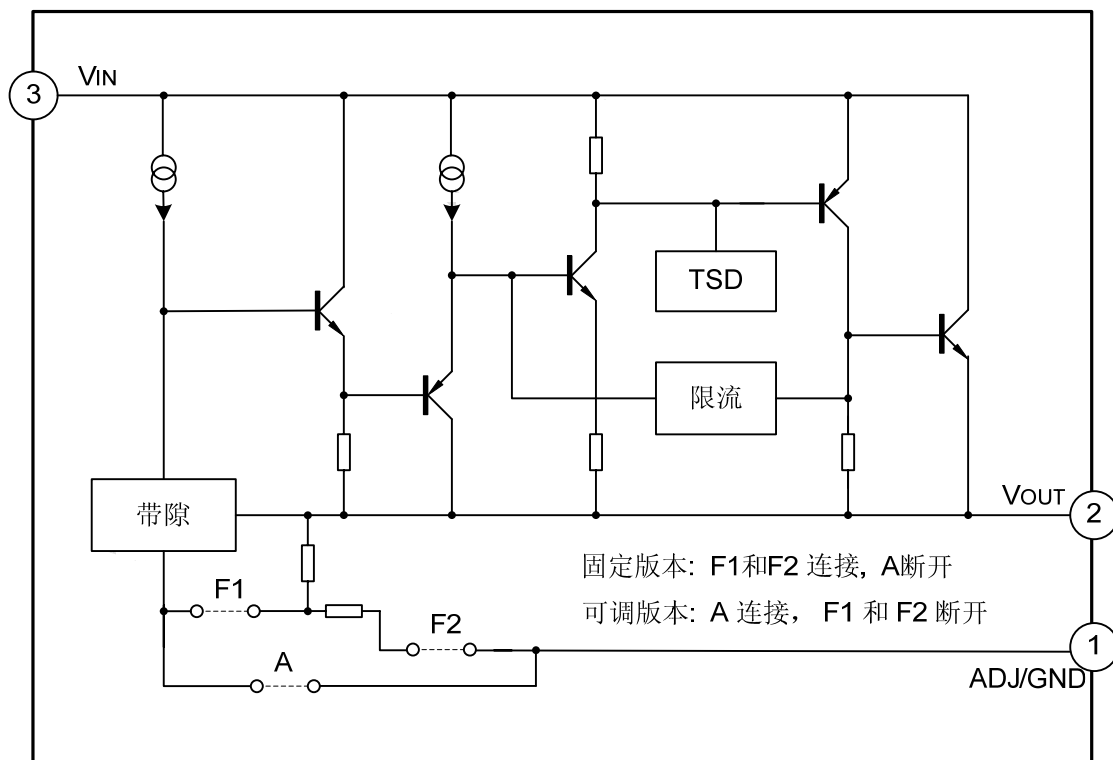 3
VIN
TSD
限流
带隙
VOUT
2
固定版本: F1和F2 连接, A断开
F1
可调版本: A 连接, F1 和 F2 断开
F2
1
A
ADJ/GND